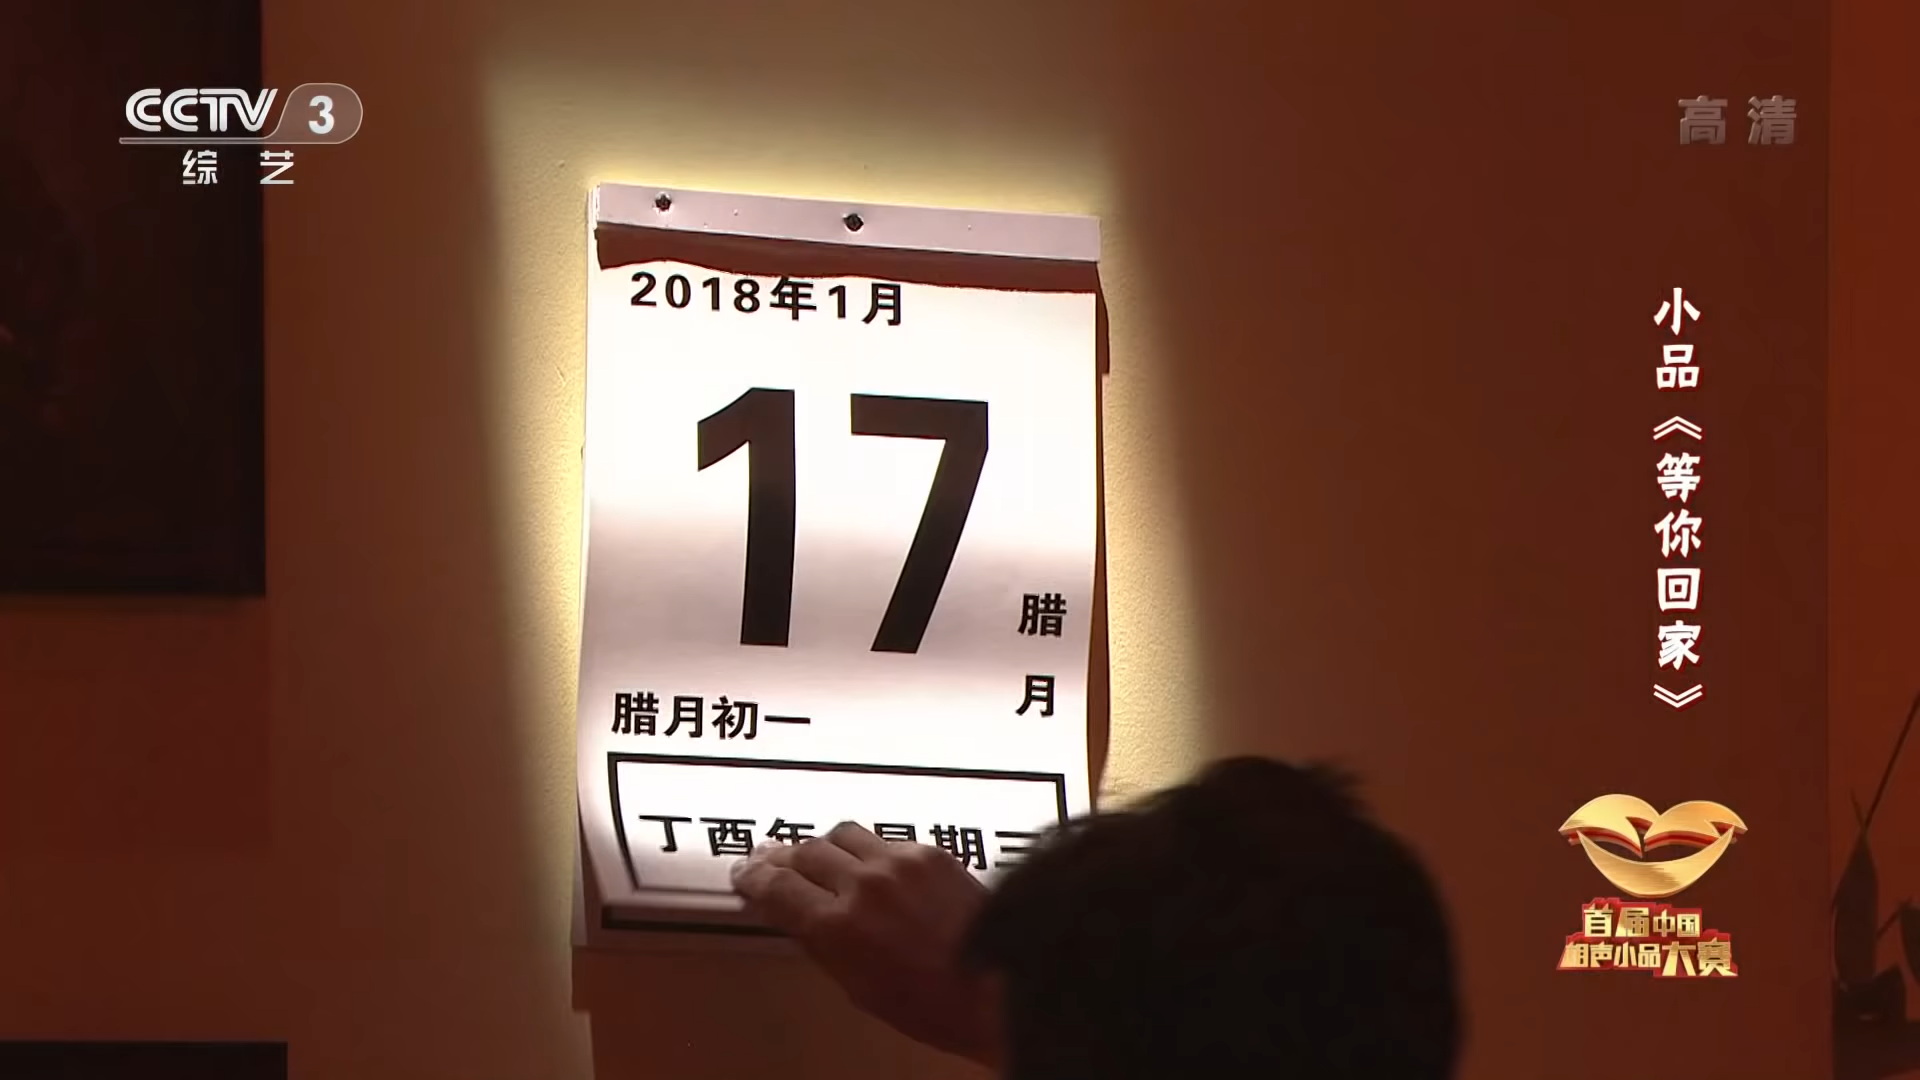 CCTV 3
综 艺
高 清
2018年1月
17
腊月
腊月初一
丁酉年 星期三
小品《等你回家》
首届中国
相声小品大赛